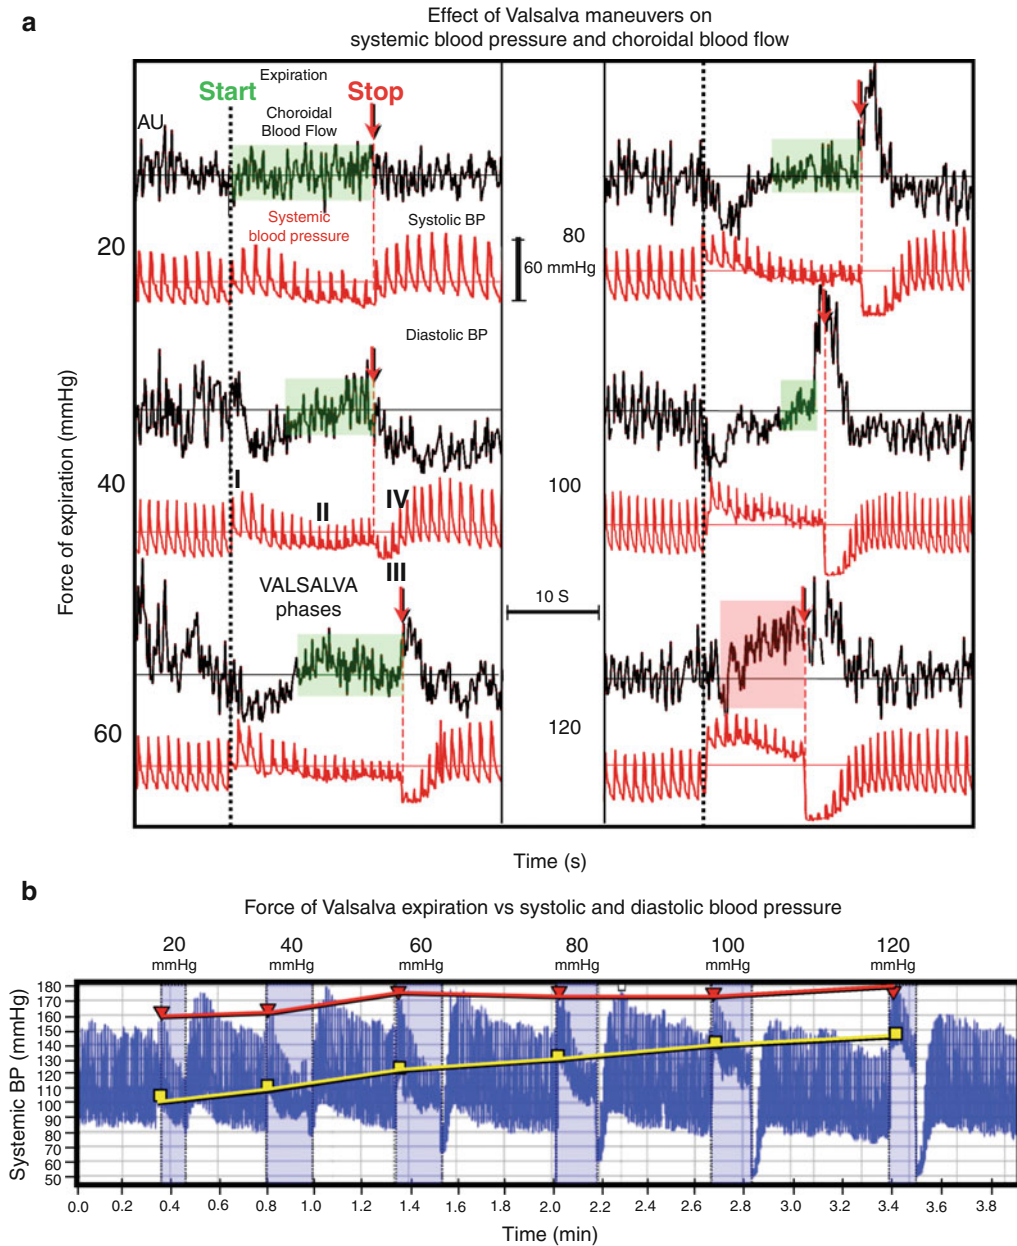 a
Effect of Valsalva maneuvers on
systemic blood pressure and choroidal blood flow
Expiration
Start
Stop
AU
Choroidal
Blood Flow
Systemic
blood pressure
Systolic BP
20
80
60 mmHg
Diastolic BP
Force of expiration (mmHg)
I
II
IV
III
40
100
VALSALVA
phases
10 S
60
120
Time (s)
b
Force of Valsalva expiration vs systolic and diastolic blood pressure
20 40 60 80 100 120
mmHg mmHg mmHg mmHg mmHg mmHg
Systemic BP (mmHg)
180
170
160
150
140
130
120
110
100
90
80
70
60
50
0.0 0.2 0.4 0.6 0.8 1.0 1.2 1.4 1.6 1.8 2.0 2.2 2.4 2.6 2.8 3.0 3.2 3.4 3.6 3.8
Time (min)